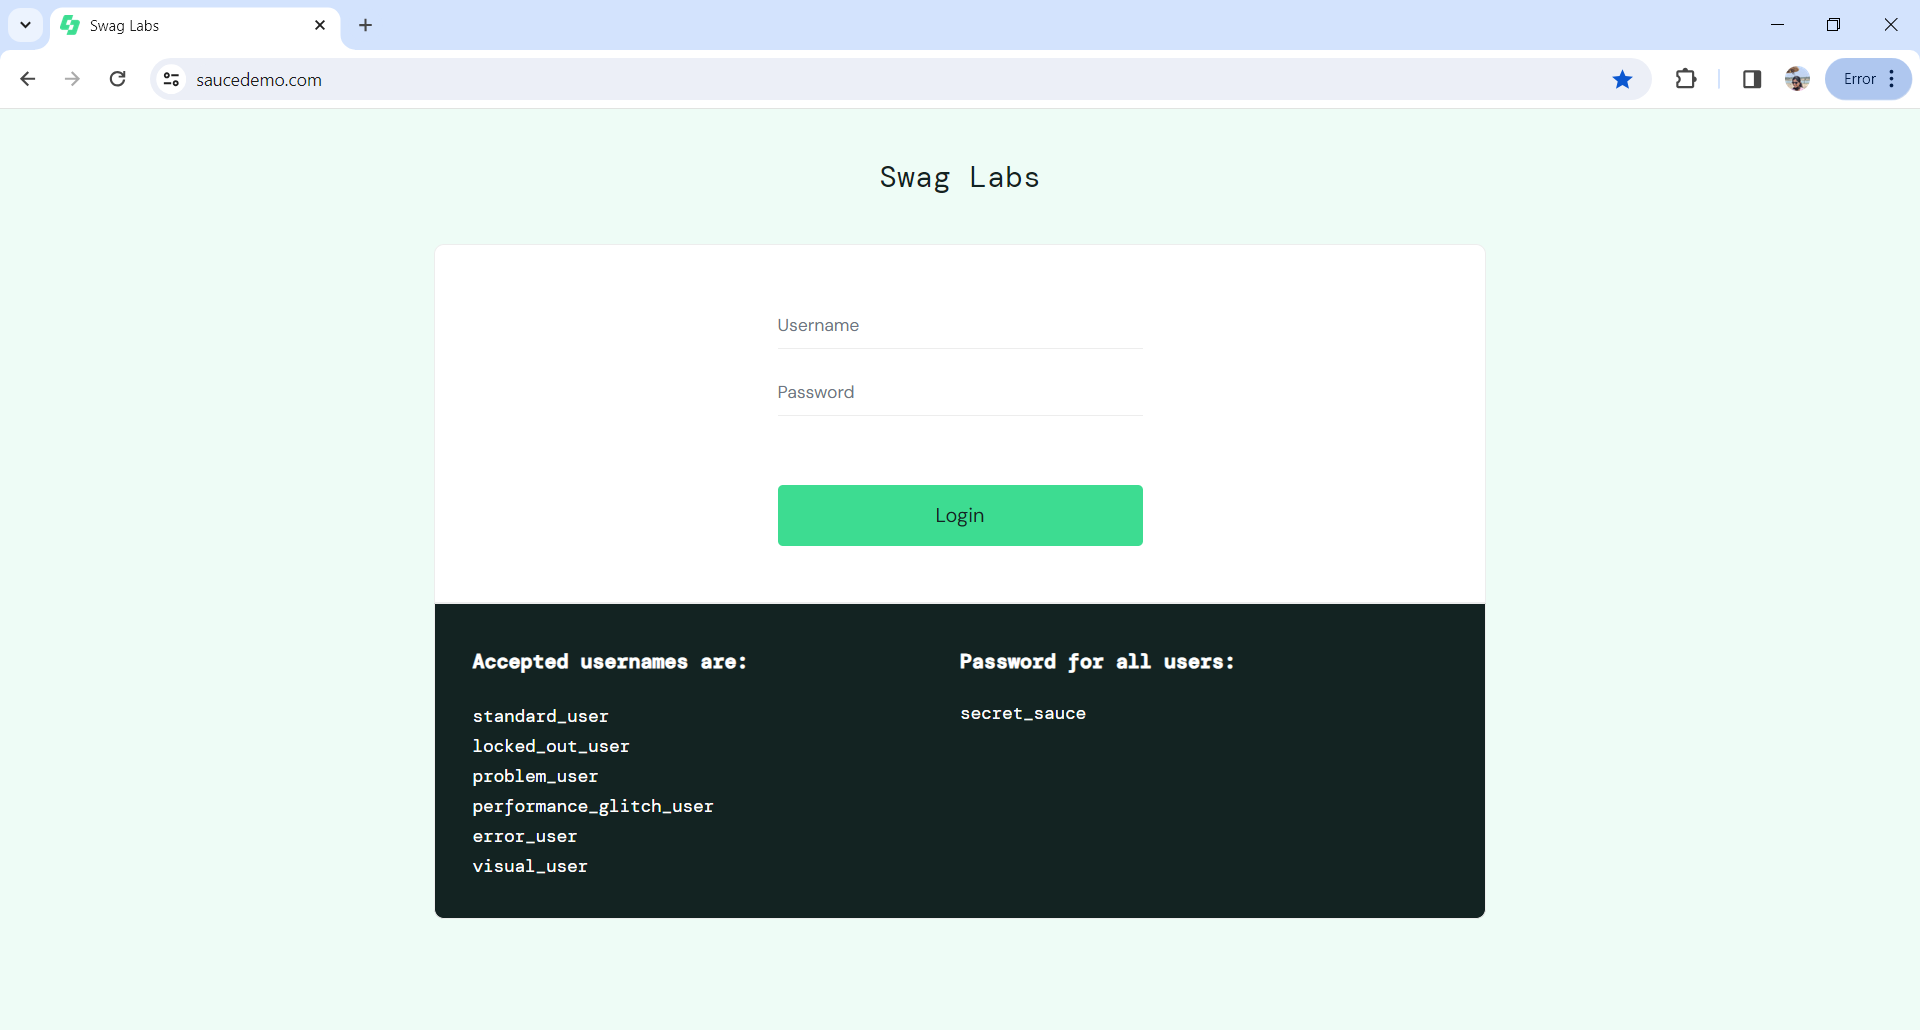 Swag Labs
saucedemo.com
Error
Swag Labs
Username
Password
Login
Accepted usernames are:
standard_user
locked_out_user
problem_user
performance_glitch_user
error_user
visual_user
Password for all users:
secret_sauce